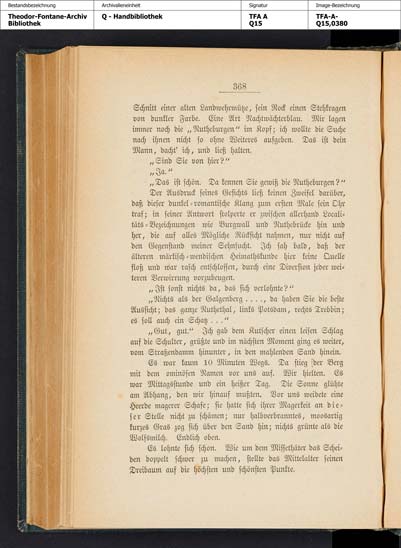 Bestandsbezeichnung
Theodor-Fontane-Archiv
Bibliothek
Archivalieneinheit
Q - Handbibliothek
Signatur
TFA A
Q15
Image-Bezeichnung
TFA-A-
Q15,0380
368
Schnitt einer alten Landwehrmütze, sein Rock einen Stehkragen
von dunkler Farbe. Eine Art Nachtwächterblau. Mir lagen
immer noch die „Nutheburgen“ im Kopf; ich wollte die Suche
nach ihnen nicht so ohne Weiteres aufgeben. Das ist dein
Mann, dacht' ich, und ließ halten.
„Sind Sie von hier?“
„Ja.“
„Das ist schön. Da kennen Sie gewiß die Nutheburgen?“
Der Ausdruck seines Gesichts ließ keinen Zweifel darüber,
daß dieser dunkel-romantische Klang zum ersten Male sein Ohr
traf; in seiner Antwort stolperte er zwischen allerhand Locali-
täts-Bezeichnungen wie Burgwall und Nuthebrücke hin und
her, die auf alles Mögliche Rücksicht nahmen, nur nicht auf
den Gegenstand meiner Sehnsucht. Ich sah bald, daß der
älteren märkisch-wendischen Heimathskunde hier keine Quelle
floß und war rasch entschlossen, durch eine Diversion jeder wei-
teren Verwirrung vorzubeugen.
„Ist sonst nichts da, das sich verlohnte?“
„Nichts als der Galgenberg ...., da haben Sie die beste
Aussicht; das ganze Nuthethal, links Potsdam, rechts Trebbin;
es soll auch ein Schatz ...“
„Gut, gut.“ Ich gab dem Kutscher einen leisen Schlag
auf die Schulter, grüßte und im nächsten Moment ging es weiter,
vom Straßendamm hinunter, in den mahlenden Sand hinein.
Es war kaum 10 Minuten Wegs. Da stieg der Berg
mit dem ominösen Namen vor uns auf. Wir hielten. Es
war Mittagsstunde und ein heißer Tag. Die Sonne glühte
am Abhang, den wir hinauf mußten. Vor uns weidete eine
Heerde magerer Schafe; sie hatte sich ihrer Magerkeit an die-
ser Stelle nicht zu schämen; nur halbverbranntes, moosartig
kurzes Gras zog sich über den Sand hin; nichts grünte als die
Wolfsmilch. Endlich oben.
Es lohnte sich schon. Wie um dem Missethäter das Schei-
den doppelt schwer zu machen, stellte das Mittelalter seinen
Dreibaum auf die höchsten und schönsten Punkte.